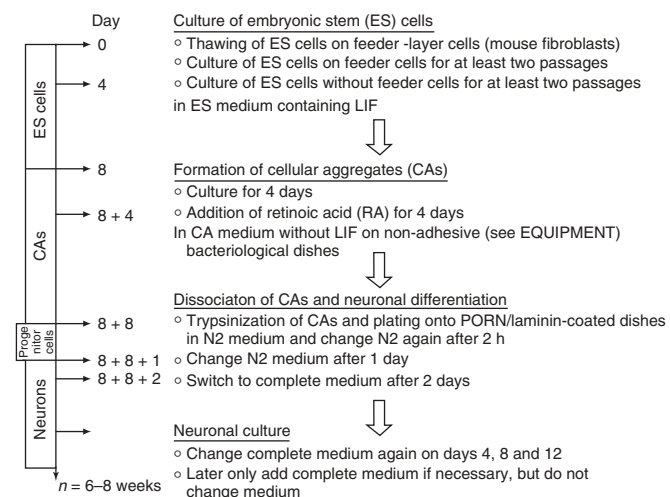 Day
Culture of embryonic stem (ES) cells
0
○ Thawing of ES cells on feeder -layer cells (mouse fibroblasts)
○ Culture of ES cells on feeder cells for at least two passages
4
○ Culture of ES cells without feeder cells for at least two passages
in ES medium containing LIF
ES cells
8
Formation of cellular aggregates (CAs)
○ Culture for 4 days
8 + 4
○ Addition of retinoic acid (RA) for 4 days
In CA medium without LIF on non-adhesive (see EQUIPMENT)
bacteriological dishes
CAs
Dissociaton of CAs and neuronal differentiation
8 + 8
○ Trypsinization of CAs and plating onto PORN/laminin-coated dishes
in N2 medium and change N2 again after 2 h
Proge
nitor
cells
8 + 8 + 1
○ Change N2 medium after 1 day
8 + 8 + 2
○ Switch to complete medium after 2 days
Neurons
Neuronal culture
○ Change complete medium again on days 4, 8 and 12
○ Later only add complete medium if necessary, but do not
change medium
n = 6–8 weeks